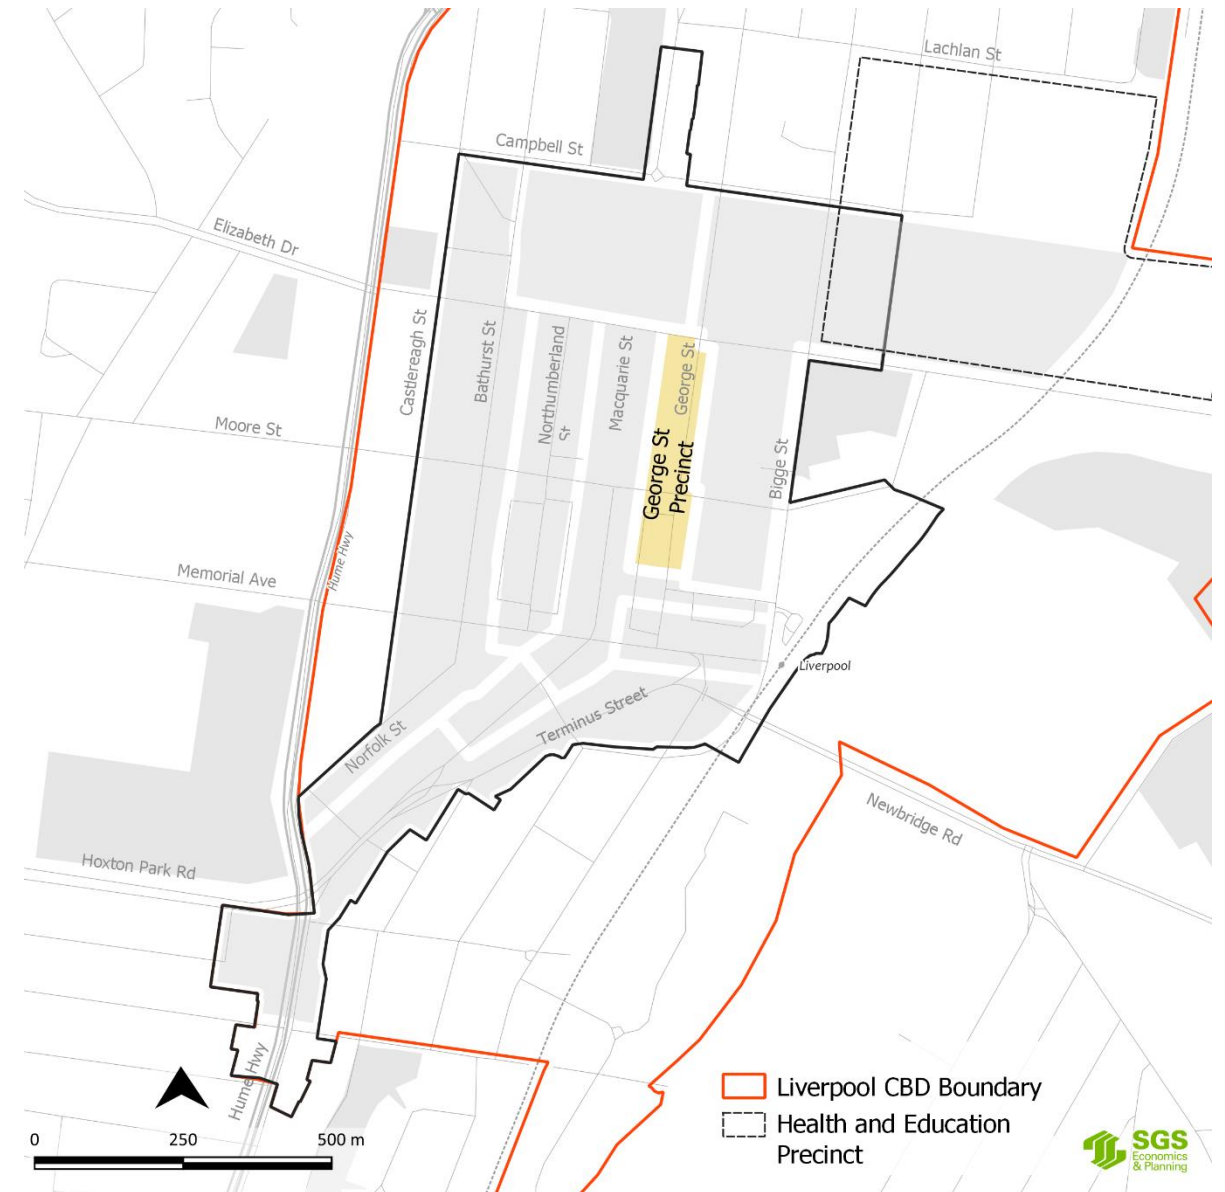 Lachlan St
Campbell St
Elizabeth Dr
Castlereagh St
Bathurst St
Northumberland
St
Macquarie St
George St
George St
Precinct
Bigge St
Moore St
Hume Hwy
Memorial Ave
Liverpool
Terminus Street
Norfolk St
Newbridge Rd
Hoxton Park Rd
Hume Hwy
0 250 500 m
Liverpool CBD Boundary
Health and Education
Precinct
SGS
Economics
& Planning